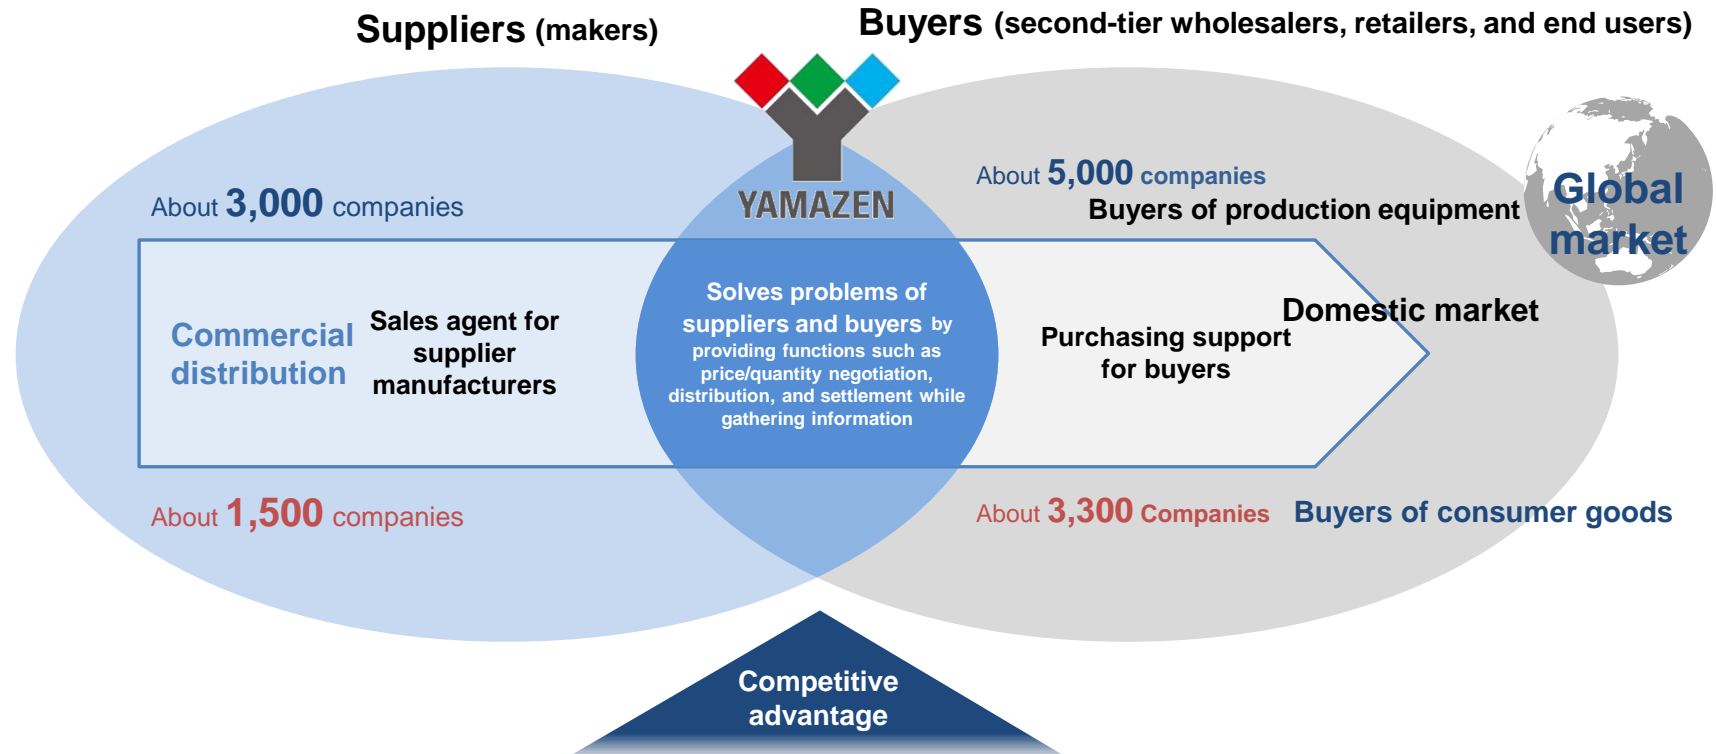 Suppliers (makers)
Buyers (second-tier wholesalers, retailers, and end users)
YAMAZEN
About 3,000 companies
About 5,000 companies
Buyers of production equipment
Global
market
Commercial
distribution
Sales agent for
supplier
manufacturers
Solves problems of
suppliers and buyers by
providing functions such as
price/quantity negotiation,
distribution, and settlement while
gathering information
Purchasing support
for buyers
Domestic market
About 1,500 companies
About 3,300 Companies
Buyers of consumer goods
Competitive
advantage